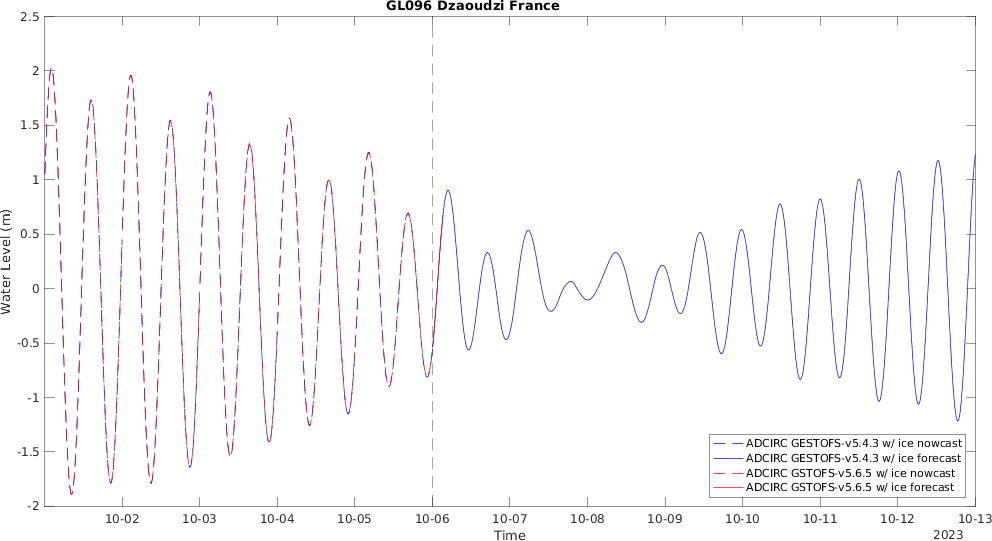 GL096 Dzaoudzi France
2.5
2
1.5
1
0.5
0
-0.5
-1
-1.5
-2
Water Level (m)
10-02 10-03 10-04 10-05 10-06 10-07 10-08 10-09 10-10 10-11 10-12 10-13
Time
2023
ADCIRC GESTOFS-v5.4.3 w/ ice nowcast
ADCIRC GESTOFS-v5.4.3 w/ ice forecast
ADCIRC GSTOFS-v5.6.5 w/ ice nowcast
ADCIRC GSTOFS-v5.6.5 w/ ice forecast